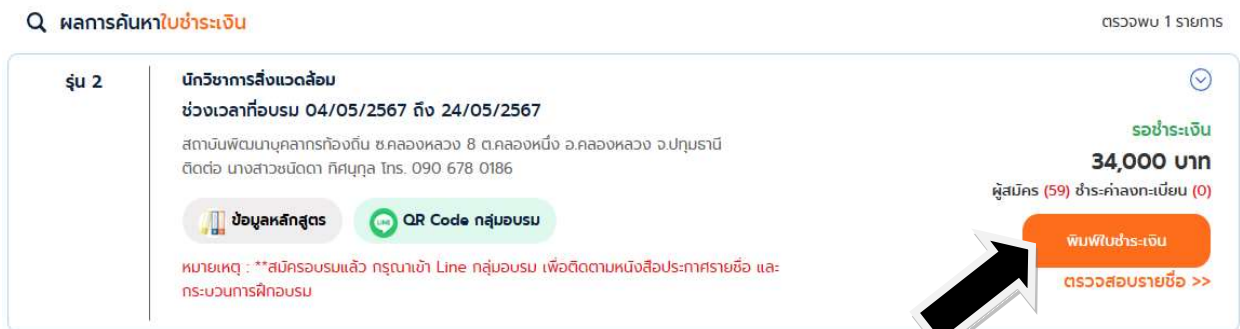 ผลการค้นหาใบชำระเงิน
ตรวจพบ 1 รายการ
รุ่น 2
นักวิชาการสิ่งแวดล้อม
ช่วงเวลาที่อบรม 04/05/2567 ถึง 24/05/2567
สถาบันพัฒนาบุคลากรท้องถิ่น ซ.คลองหลวง 8 ต.คลองหนึ่ง อ.คลองหลวง จ.ปทุมธานี
ติดต่อ นางสาวชนัดดา ทิศนุกูล โทร. 090 678 0186
รอชำระเงิน
34,000 บาท
ผู้สมัคร (59) ชำระค่าลงทะเบียน (0)
ข้อมูลหลักสูตร
LINE
QR Code กลุ่มอบรม
พิมพ์ใบชำระเงิน
หมายเหตุ : **สมัครอบรมแล้ว กรุณาเข้า Line กลุ่มอบรม เพื่อติดตามหนังสือประกาศรายชื่อ และ
กระบวนการฝึกอบรม
ตรวจสอบรายชื่อ >>